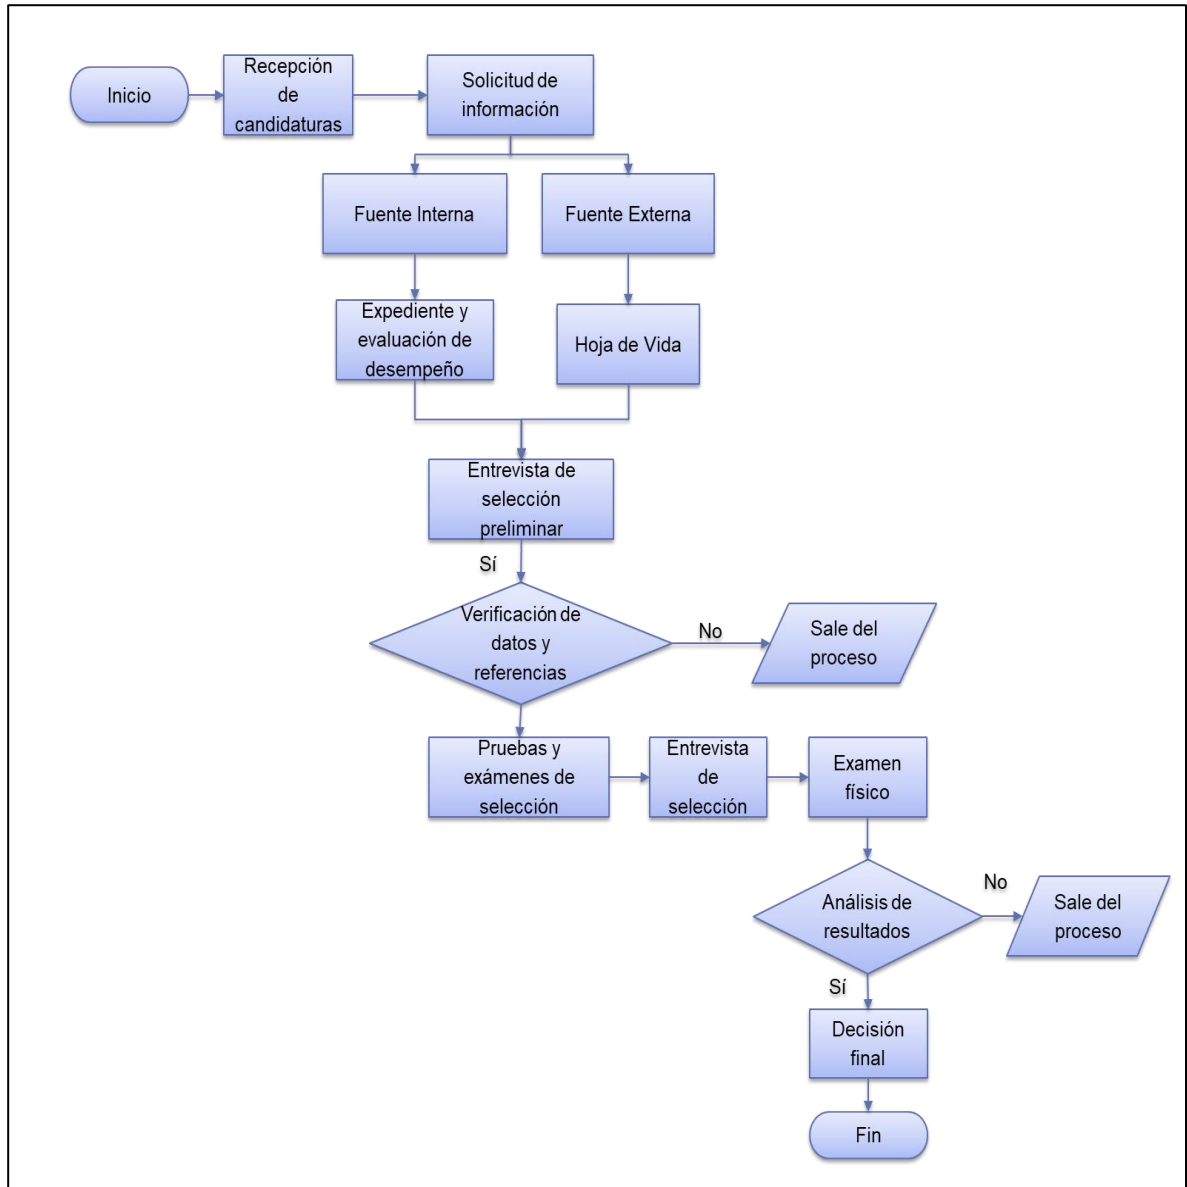 Inicio
Recepción
de
candidaturas
Solicitud de
información
Fuente Interna
Fuente Externa
Expediente y
evaluación de
desempeño
Hoja de Vida
Entrevista de
selección
preliminar
Sí
Verificación de
datos y
referencias
No
Sale del
proceso
Pruebas y
exámenes de
selección
Entrevista
de
selección
Examen
físico
Análisis de
resultados
No
Sale del
proceso
Sí
Decisión
final
Fin